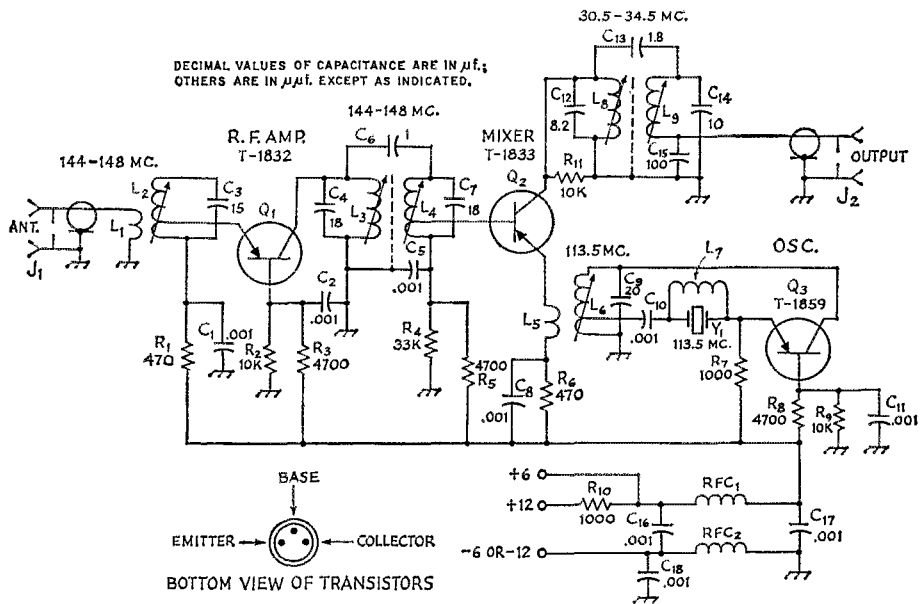 30.5-34.5 MC.
C13 1.8
DECIMAL VALUES OF CAPACITANCE ARE IN µf.;
OTHERS ARE IN µµf. EXCEPT AS INDICATED.
144-148 MC.
C6 1
R.F. AMP.
T-1832
MIXER
T-1833
Q2
C12
8.2
L8
L9
C14
10
C15
100
R11
10K
OUTPUT
J2
144-148 MC.
L2
C3
15
Q1
C4
18
L3
L4
C7
18
ANT.
J1
L1
C5
.001
C2
.001
113.5 MC.
L7
OSC.
Q3
T-1859
C9
20
L6
C10
.001
Y1
113.5 MC.
L5
R1
470
C1
.001
R2
10K
R3
4700
R4
33K
4700
R5
C8
.001
R6
470
R7
1000
R8
4700
R9
10K
C11
.001
+6
+12
R10
1000
RFC1
C16
.001
RFC2
C17
.001
-6 OR-12
C18
.001
BASE
EMITTER
COLLECTOR
BOTTOM VIEW OF TRANSISTORS